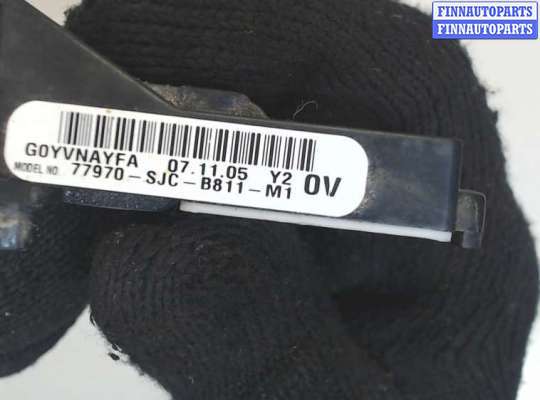 FINNAUTOPARTS
FINNAUTOPARTS
G0YVNAYFA 07.11.05 Y2
MODEL NO. 77970-SJC-B811-M1 0V